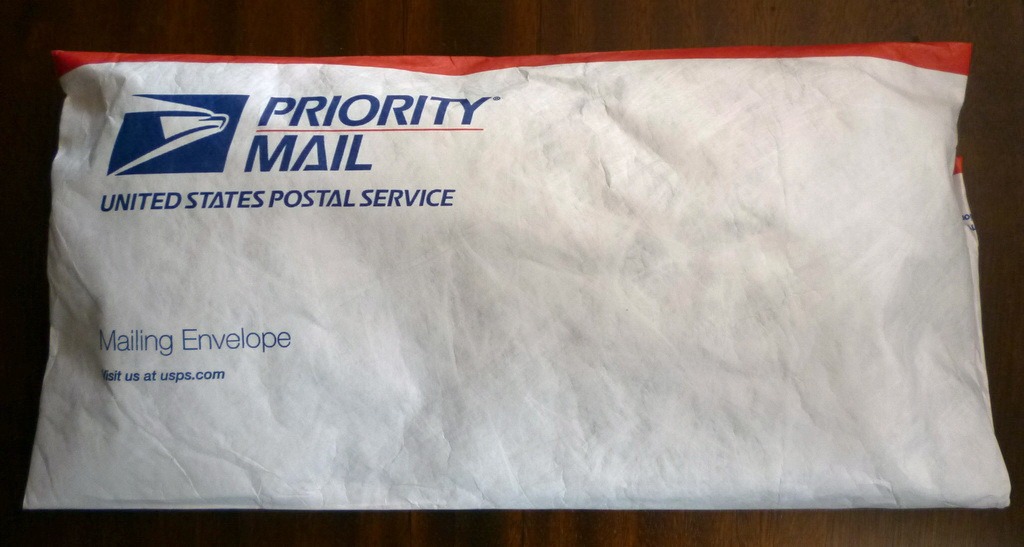 PRIORITY®
MAIL
UNITED STATES POSTAL SERVICE
Mailing Envelope
isit us at usps.com